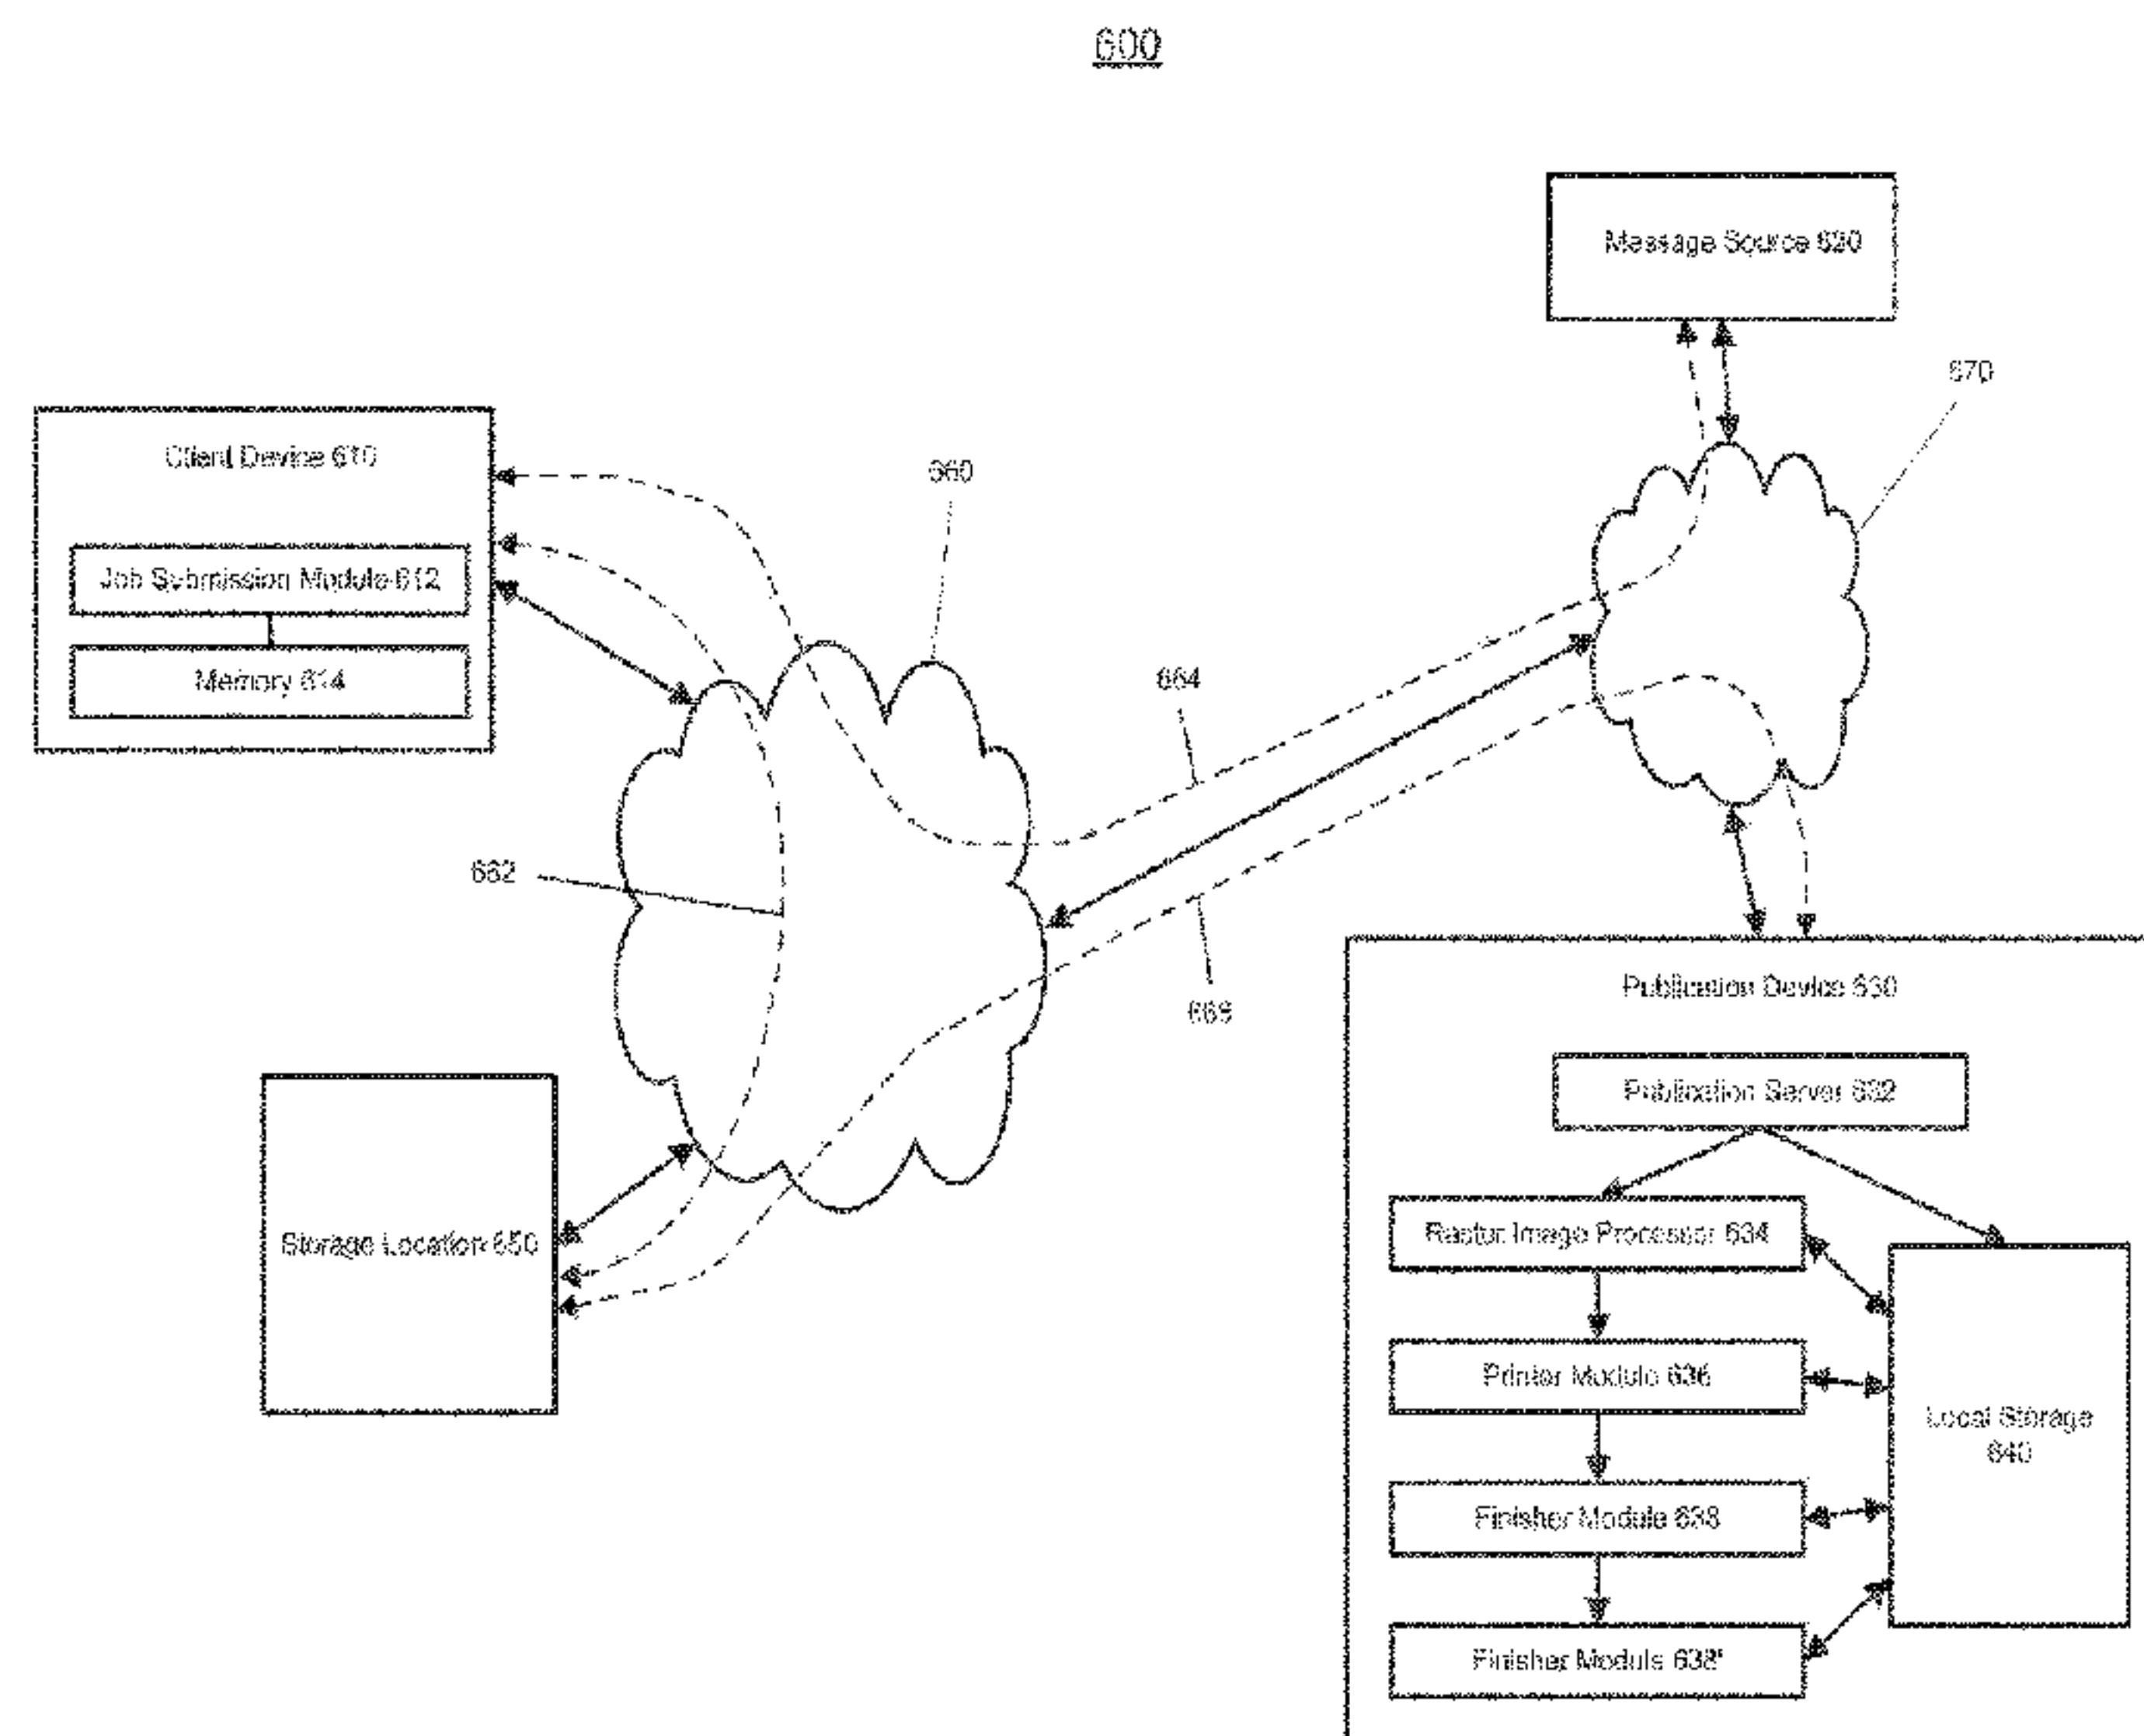 600
Message Source 620
670
Client Device 610
660
Job Submission Module 612
Memory 614
664
662
Publication Device 630
Publication Server 632
Storage Location 650
Raster Image Processor 634
Printer Module 636
Local Storage
640
Finisher Module 638
Finisher Module 638'